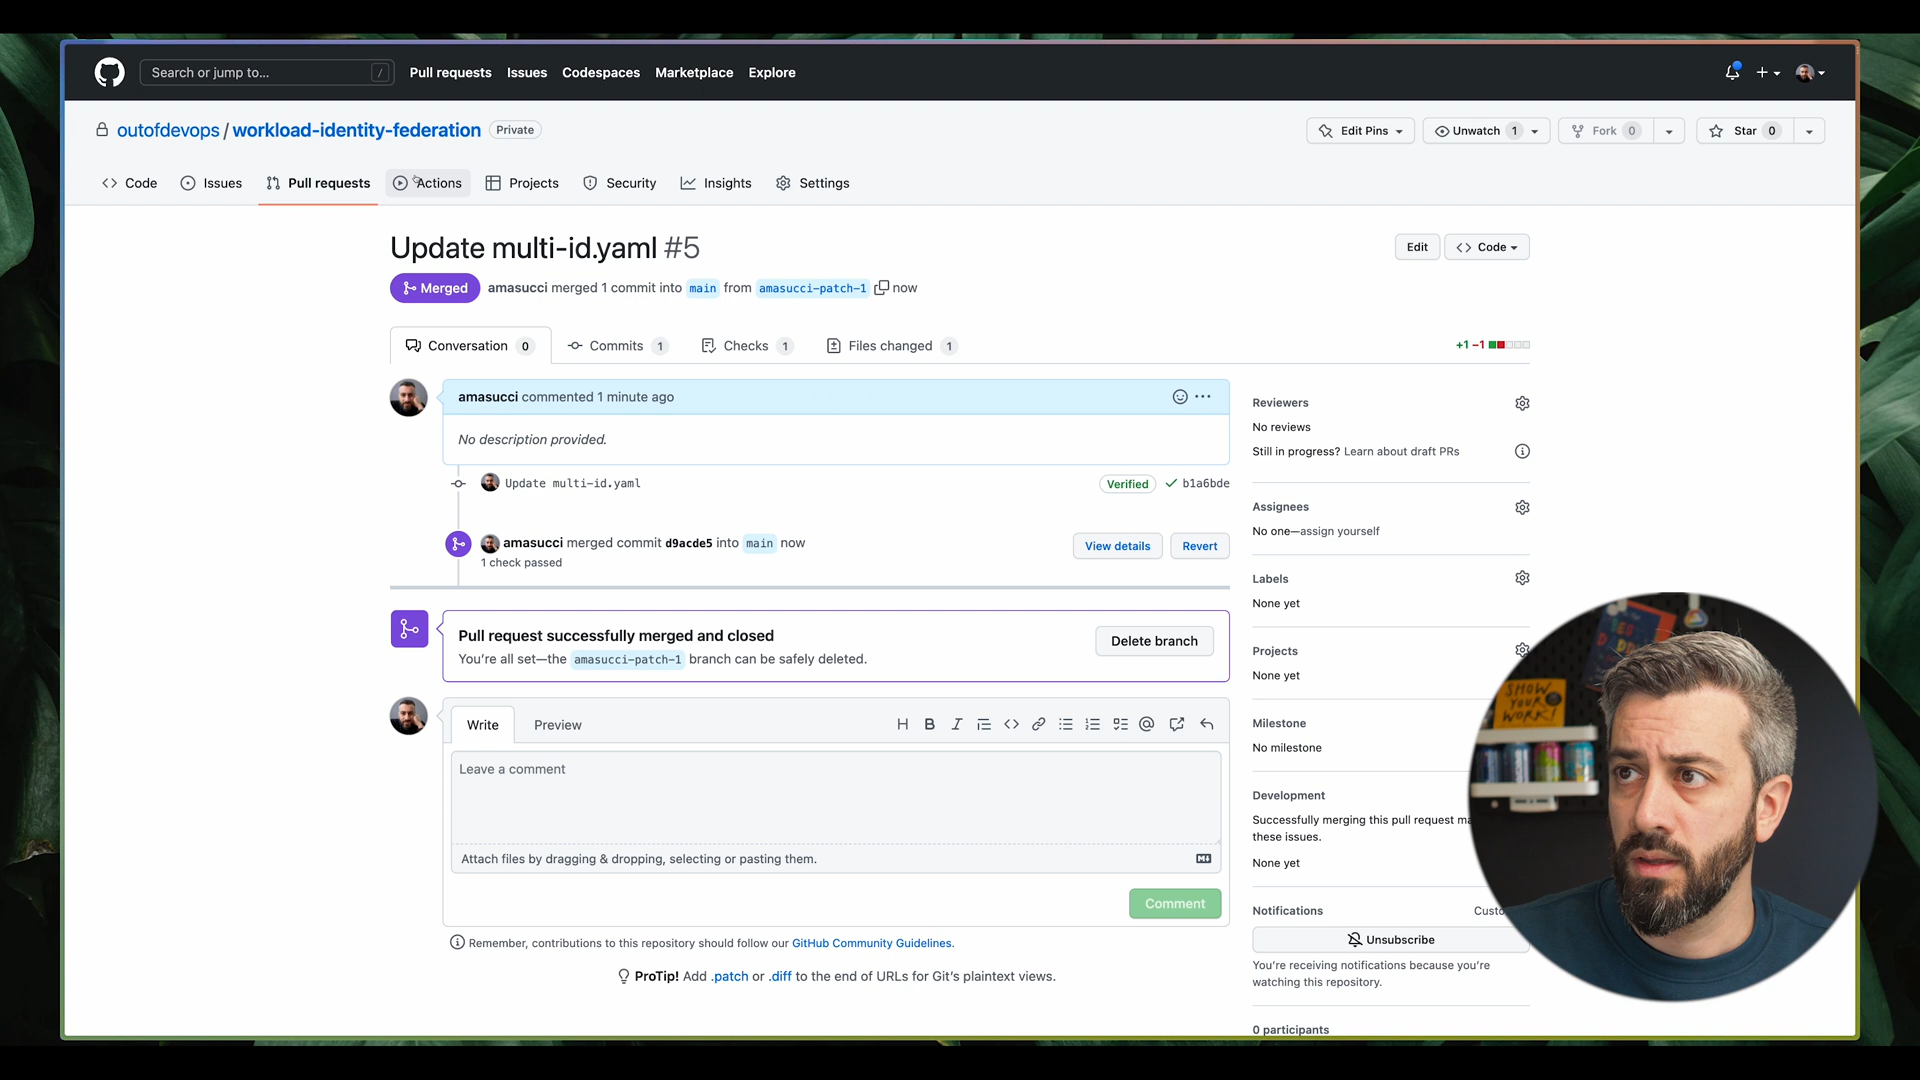 Search or jump to... /
Pull requests Issues Codespaces Marketplace Explore
outofdevops / workload-identity-federation Private
Edit Pins Unwatch 1 Fork 0 Star 0
Code Issues Pull requests Actions Projects Security Insights Settings
Update multi-id.yaml #5
Edit Code
Merged amasucci merged 1 commit into main from amasucci-patch-1 now
Conversation 0 Commits 1 Checks 1 Files changed 1
+1 −1
amasucci commented 1 minute ago
No description provided.
Update multi-id.yaml Verified b1a6bde
amasucci merged commit d9acde5 into main now
1 check passed
View details Revert
Pull request successfully merged and closed
You're all set—the amasucci-patch-1 branch can be safely deleted.
Delete branch
Write Preview
Leave a comment
Attach files by dragging & dropping, selecting or pasting them.
Comment
Remember, contributions to this repository should follow our GitHub Community Guidelines.
ProTip! Add .patch or .diff to the end of URLs for Git's plaintext views.
Reviewers
No reviews
Still in progress? Learn about draft PRs
Assignees
No one—assign yourself
Labels
None yet
Projects
None yet
Milestone
No milestone
Development
Successfully merging this pull request ma
these issues.
None yet
Notifications Custo
Unsubscribe
You're receiving notifications because you're
watching this repository.
0 participants
SHOW
YOUR
WORK!